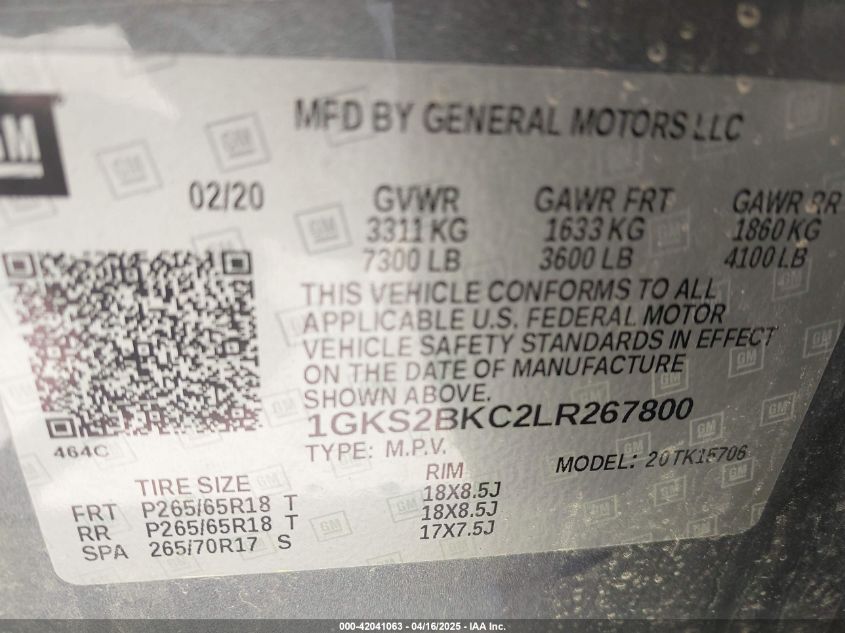 GM
MFD BY GENERAL MOTORS LLC
02/20 GVWR GAWR FRT GAWR RR
3311 KG 1633 KG 1860 KG
7300 LB 3600 LB 4100 LB
THIS VEHICLE CONFORMS TO ALL
APPLICABLE U.S. FEDERAL MOTOR
VEHICLE SAFETY STANDARDS IN EFFECT
ON THE DATE OF MANUFACTURE
SHOWN ABOVE.
1GKS2BKC2LR267800
464C TYPE: M.P.V. MODEL: 20TK15706
TIRE SIZE RIM
FRT P265/65R18 T 18X8.5J
RR P265/65R18 T 18X8.5J
SPA 265/70R17 S 17X7.5J
000-42041063 - 04/16/2025 - IAA Inc.